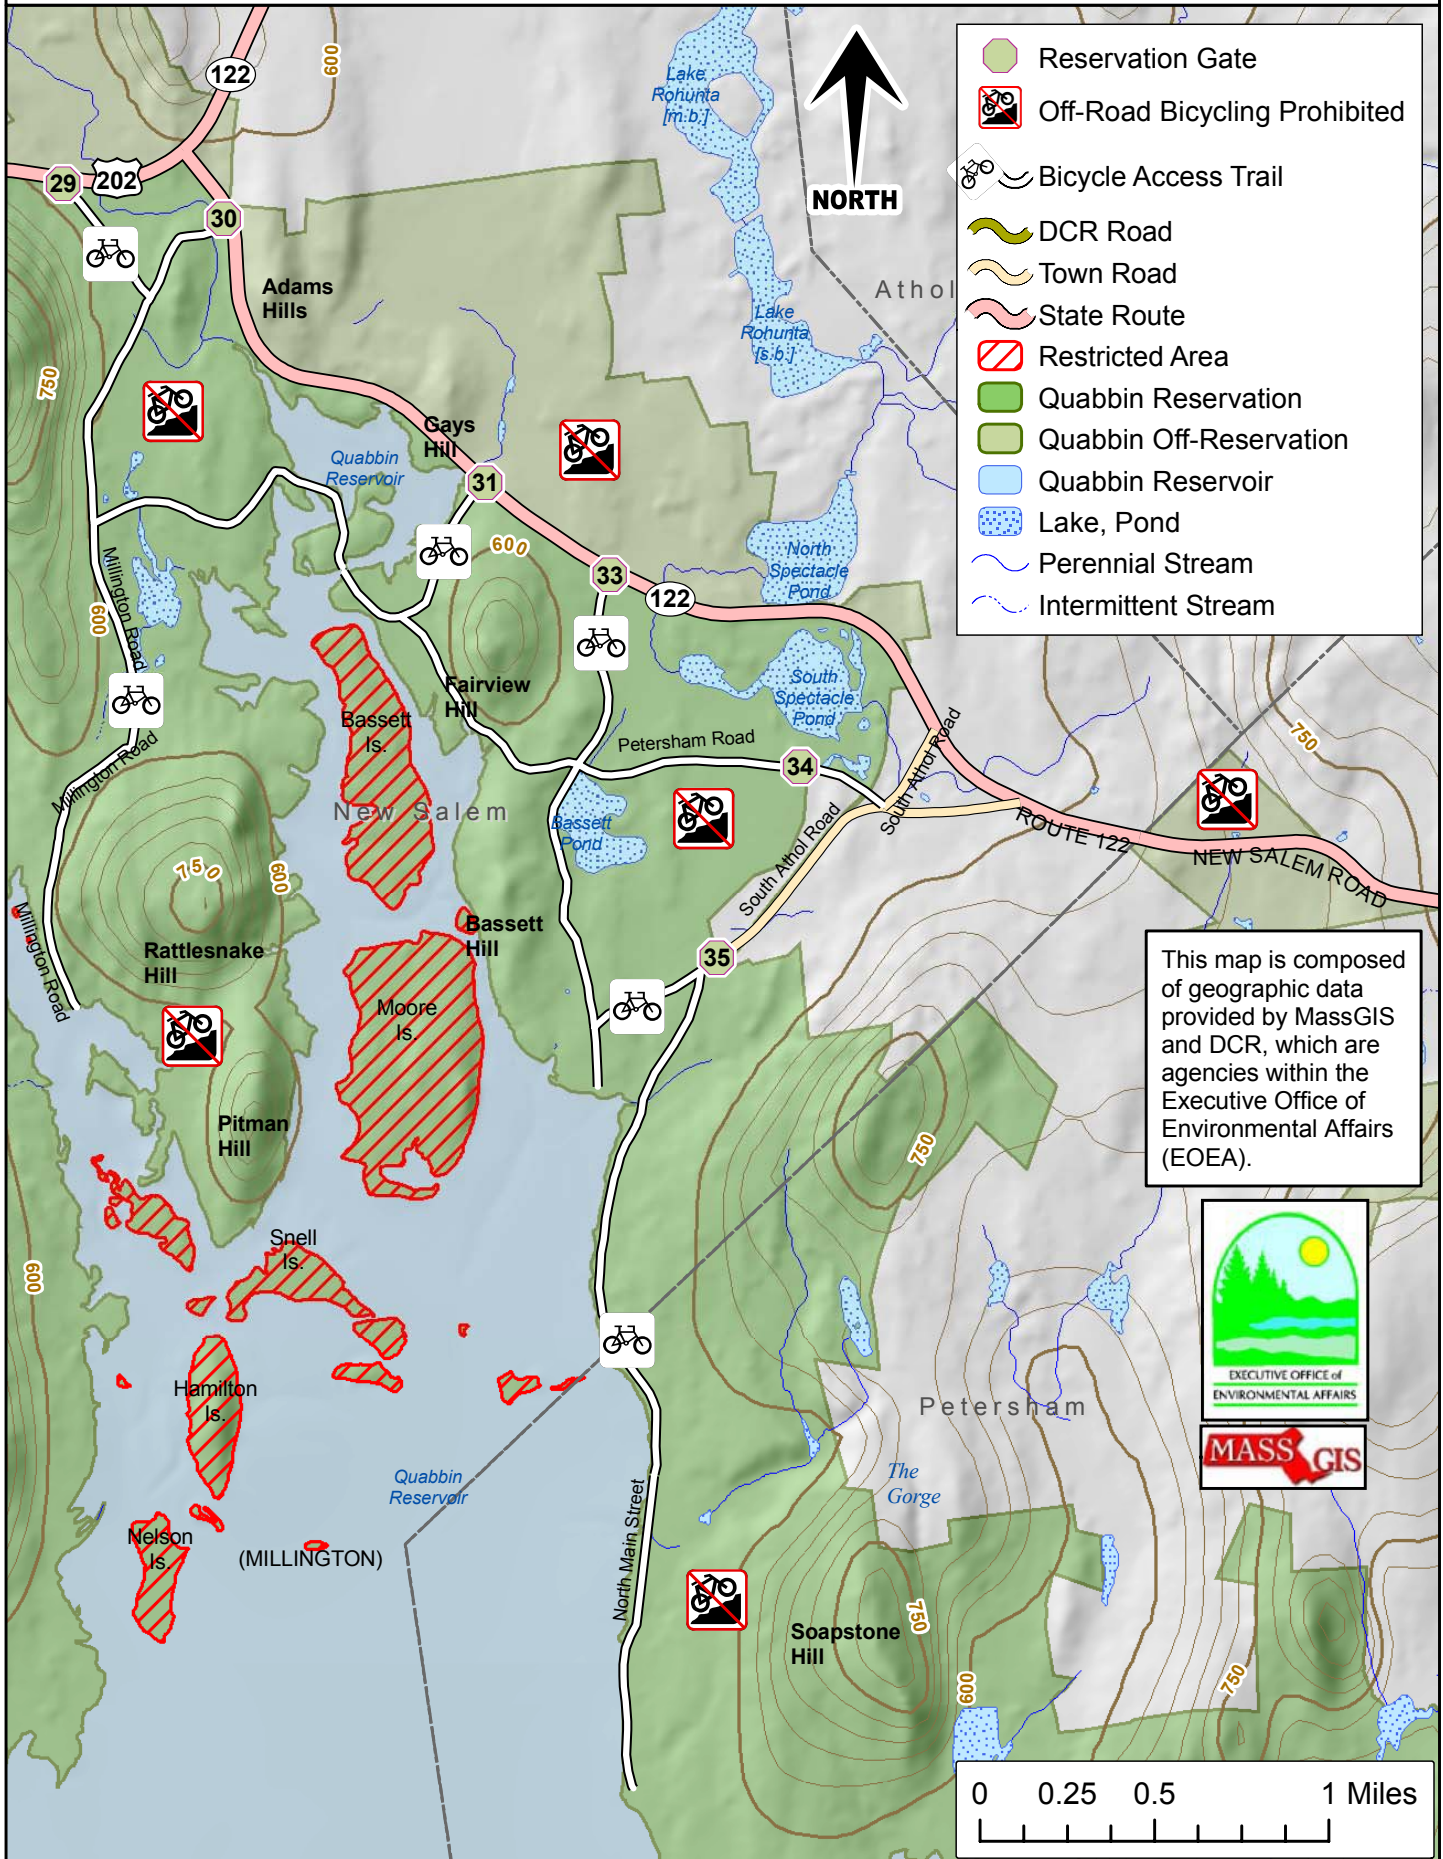 Reservation Gate
Off-Road Bicycling Prohibited
Bicycle Access Trail
DCR Road
Town Road
State Route
Restricted Area
Quabbin Reservation
Quabbin Off-Reservation
Quabbin Reservoir
Lake, Pond
Perennial Stream
Intermittent Stream
600
122
Lake
Rohunta
[m.b.]
NORTH
29
202
30
Adams
Hills
Athol
Lake
Rohunta
[s.b.]
750
Gays
Hill
Quabbin
Reservoir
31
600
33
122
North
Spectacle
Pond
Millington Road
600
Fairview
Hill
South
Spectacle
Pond
Bassett
Is.
Petersham Road
34
South Athol Road
750
Millington Road
New Salem
Bassett
Pond
South Athol Road
ROUTE 122
NEW SALEM ROAD
750
600
Millington Road
Rattlesnake
Hill
Bassett
Hill
35
Moore
Is.
This map is composed
of geographic data
provided by MassGIS
and DCR, which are
agencies within the
Executive Office of
Environmental Affairs
(EOEA).
Pitman
Hill
750
Snell
Is.
600
EXECUTIVE OFFICE of
ENVIRONMENTAL AFFAIRS
Hamilton
Is.
Petersham
MASS GIS
Quabbin
Reservoir
The
Gorge
North Main Street
Nelson
Is.
(MILLINGTON)
750
Soapstone
Hill
600
750
0 0.25 0.5 1 Miles